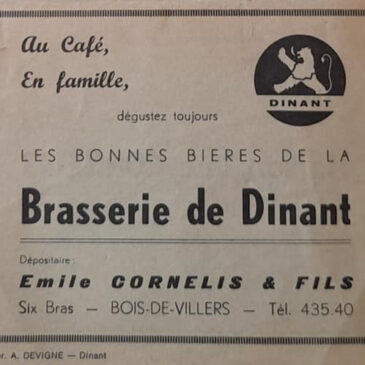 Au Café,
En famille,
DINANT
dégustez toujours
LES BONNES BIERES DE LA
Brasserie de Dinant
Dépositaire :
Emile CORNELIS & FILS
Six Bras — BOIS-DE-VILLERS — Tél. 435.40
A. DEVIGNE — Dinant